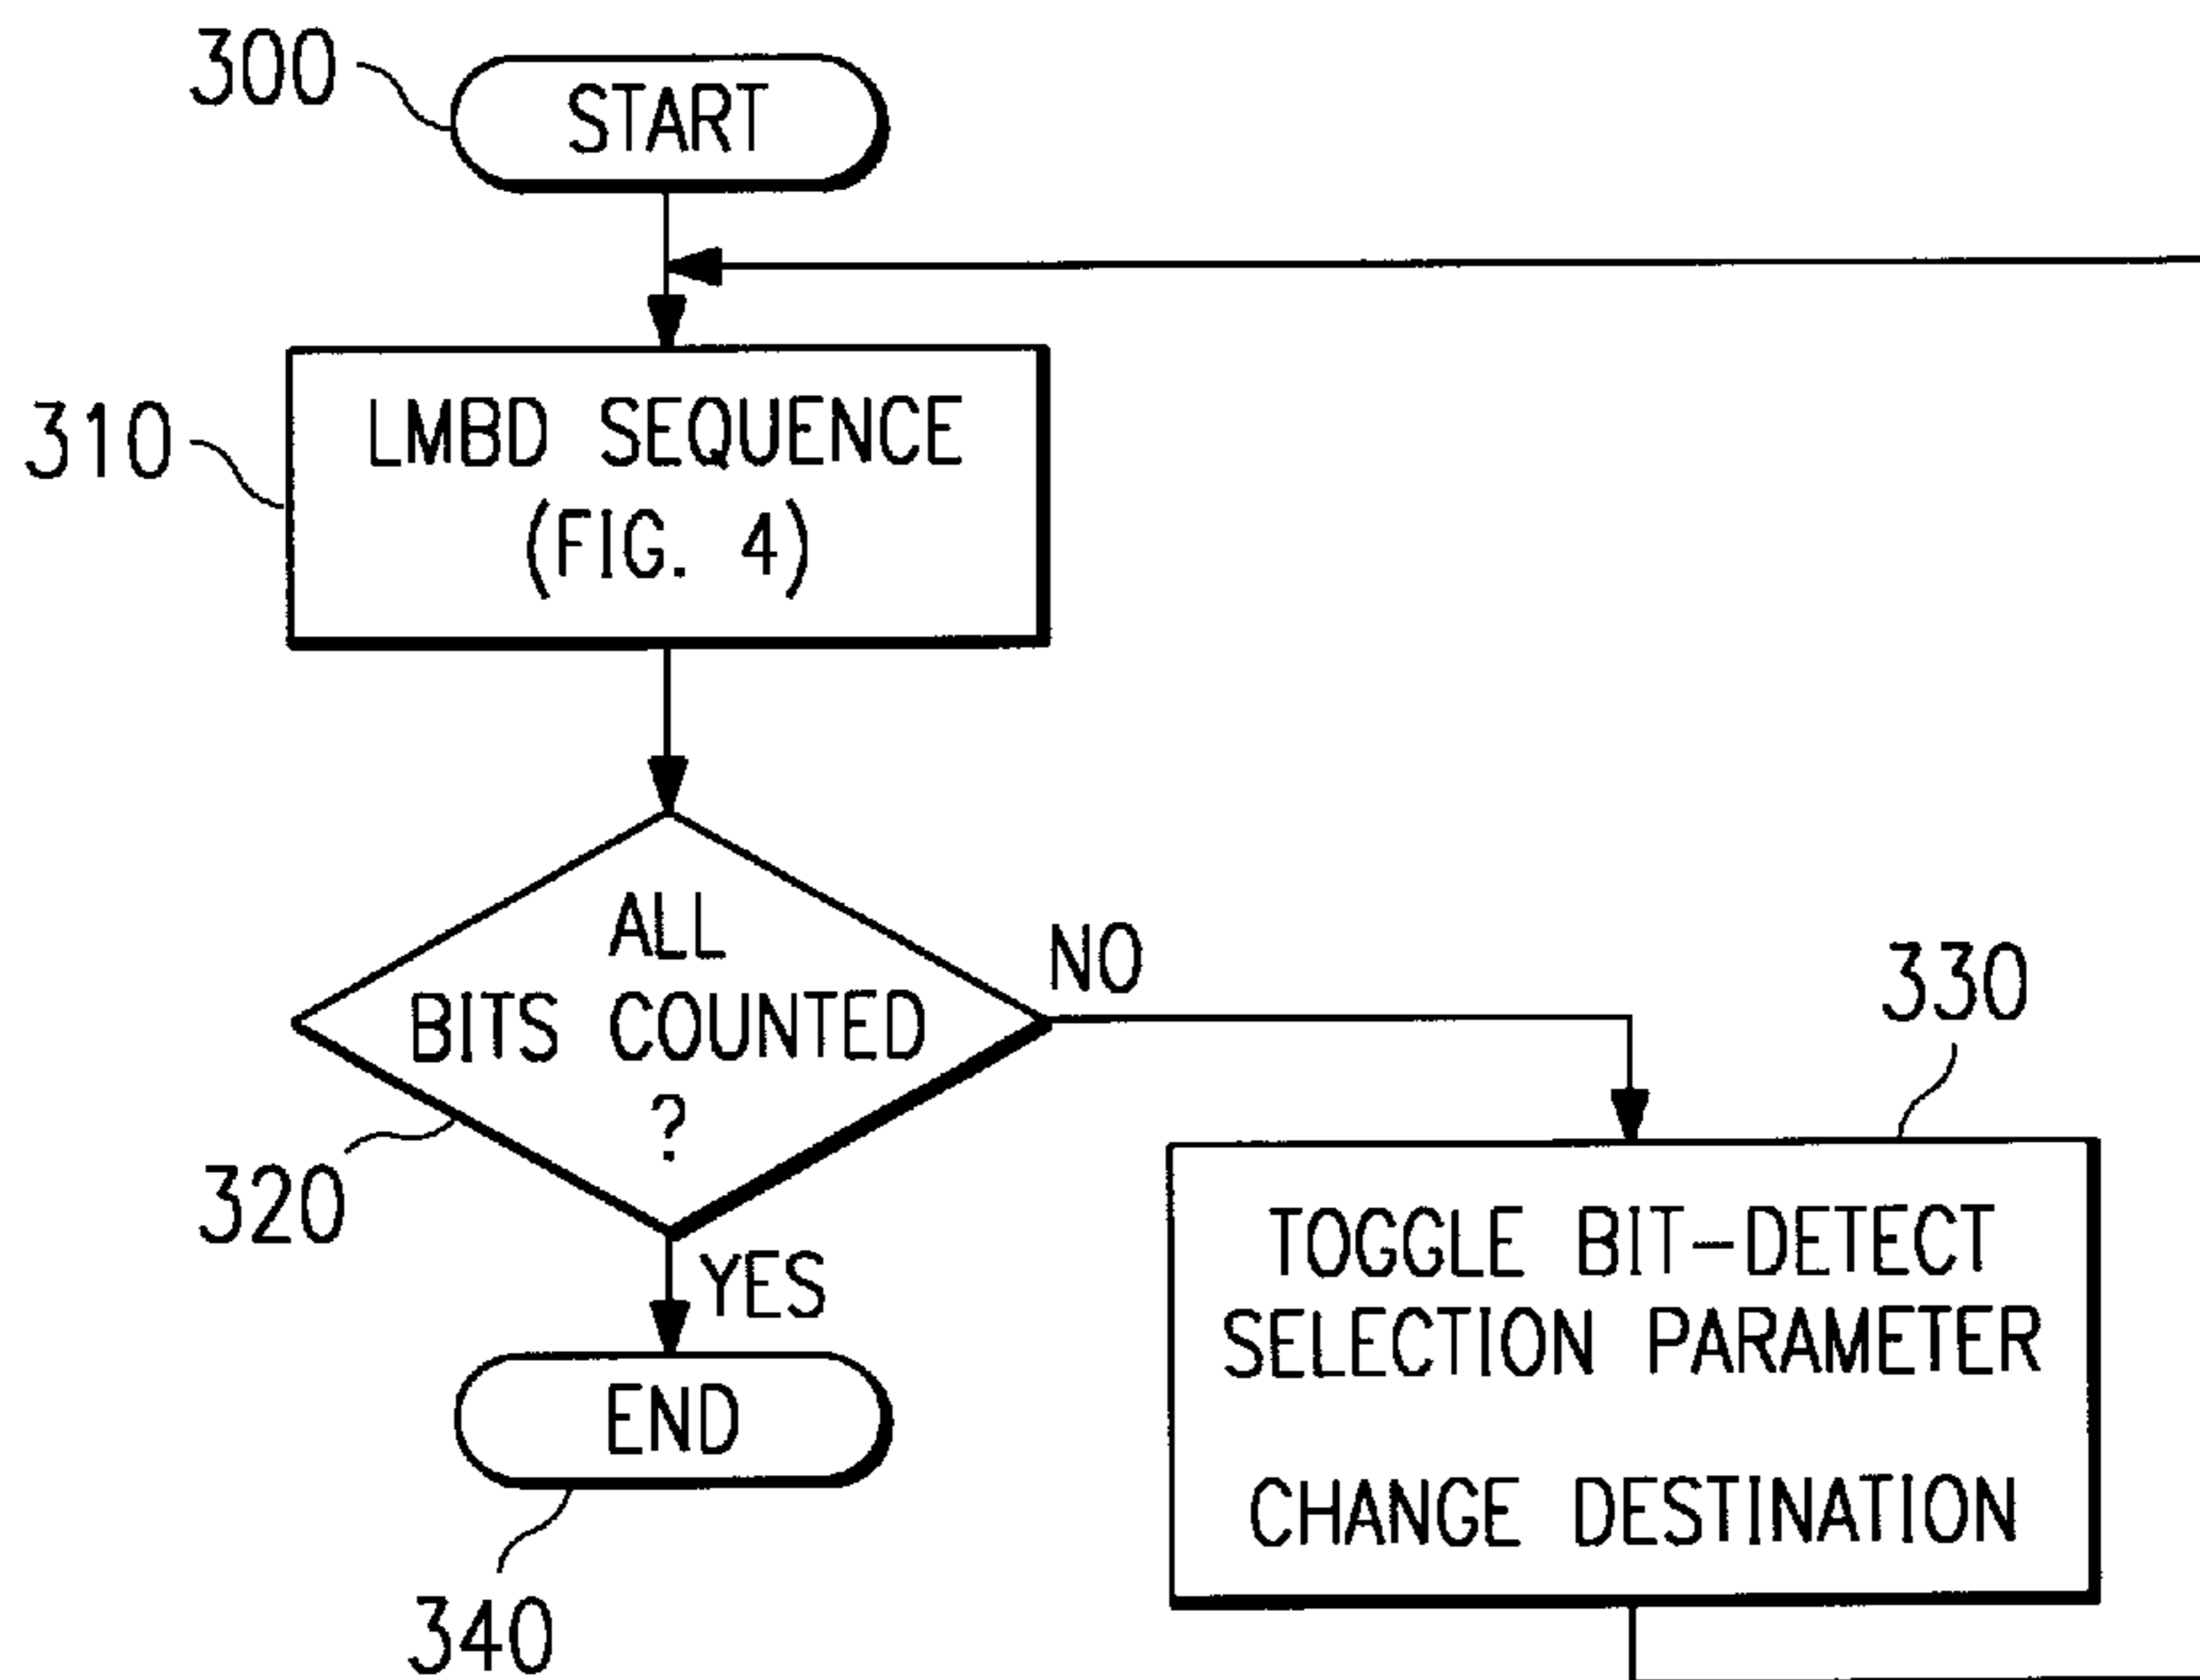 300
START
310
LMBD SEQUENCE
(FIG. 4)
ALL
BITS COUNTED
?
NO
320
YES
330
TOGGLE BIT-DETECT
SELECTION PARAMETER
CHANGE DESTINATION
END
340